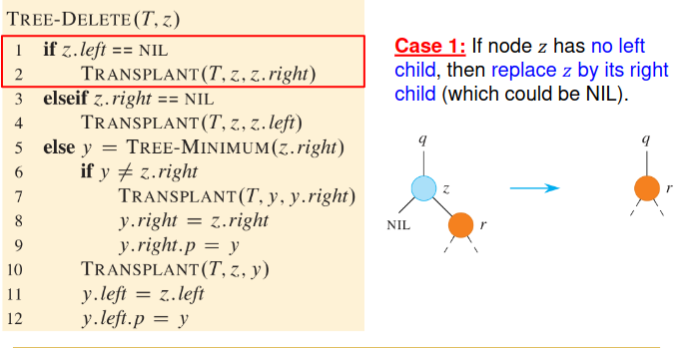 TREE-DELETE(T, z)
1 if z.left == NIL
2 TRANSPLANT(T, z, z.right)
3 elseif z.right == NIL
4 TRANSPLANT(T, z, z.left)
5 else y = TREE-MINIMUM(z.right)
6 if y ≠ z.right
7 TRANSPLANT(T, y, y.right)
8 y.right = z.right
9 y.right.p = y
10 TRANSPLANT(T, z, y)
11 y.left = z.left
12 y.left.p = y
Case 1: If node z has no left
child, then replace z by its right
child (which could be NIL).
q
z
NIL
r
q
r